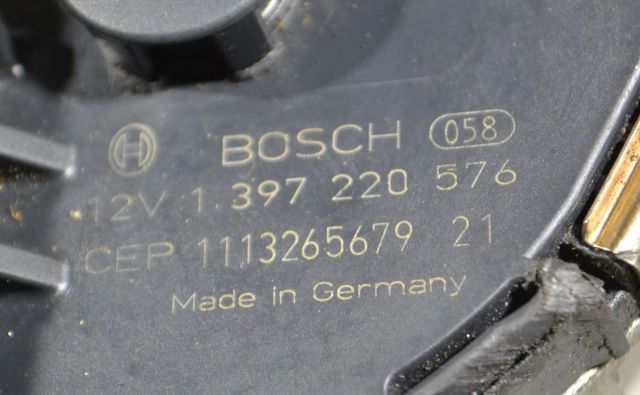 BOSCH 058
12V 1.397 220 576
CEP 1113265679 21
Made in Germany